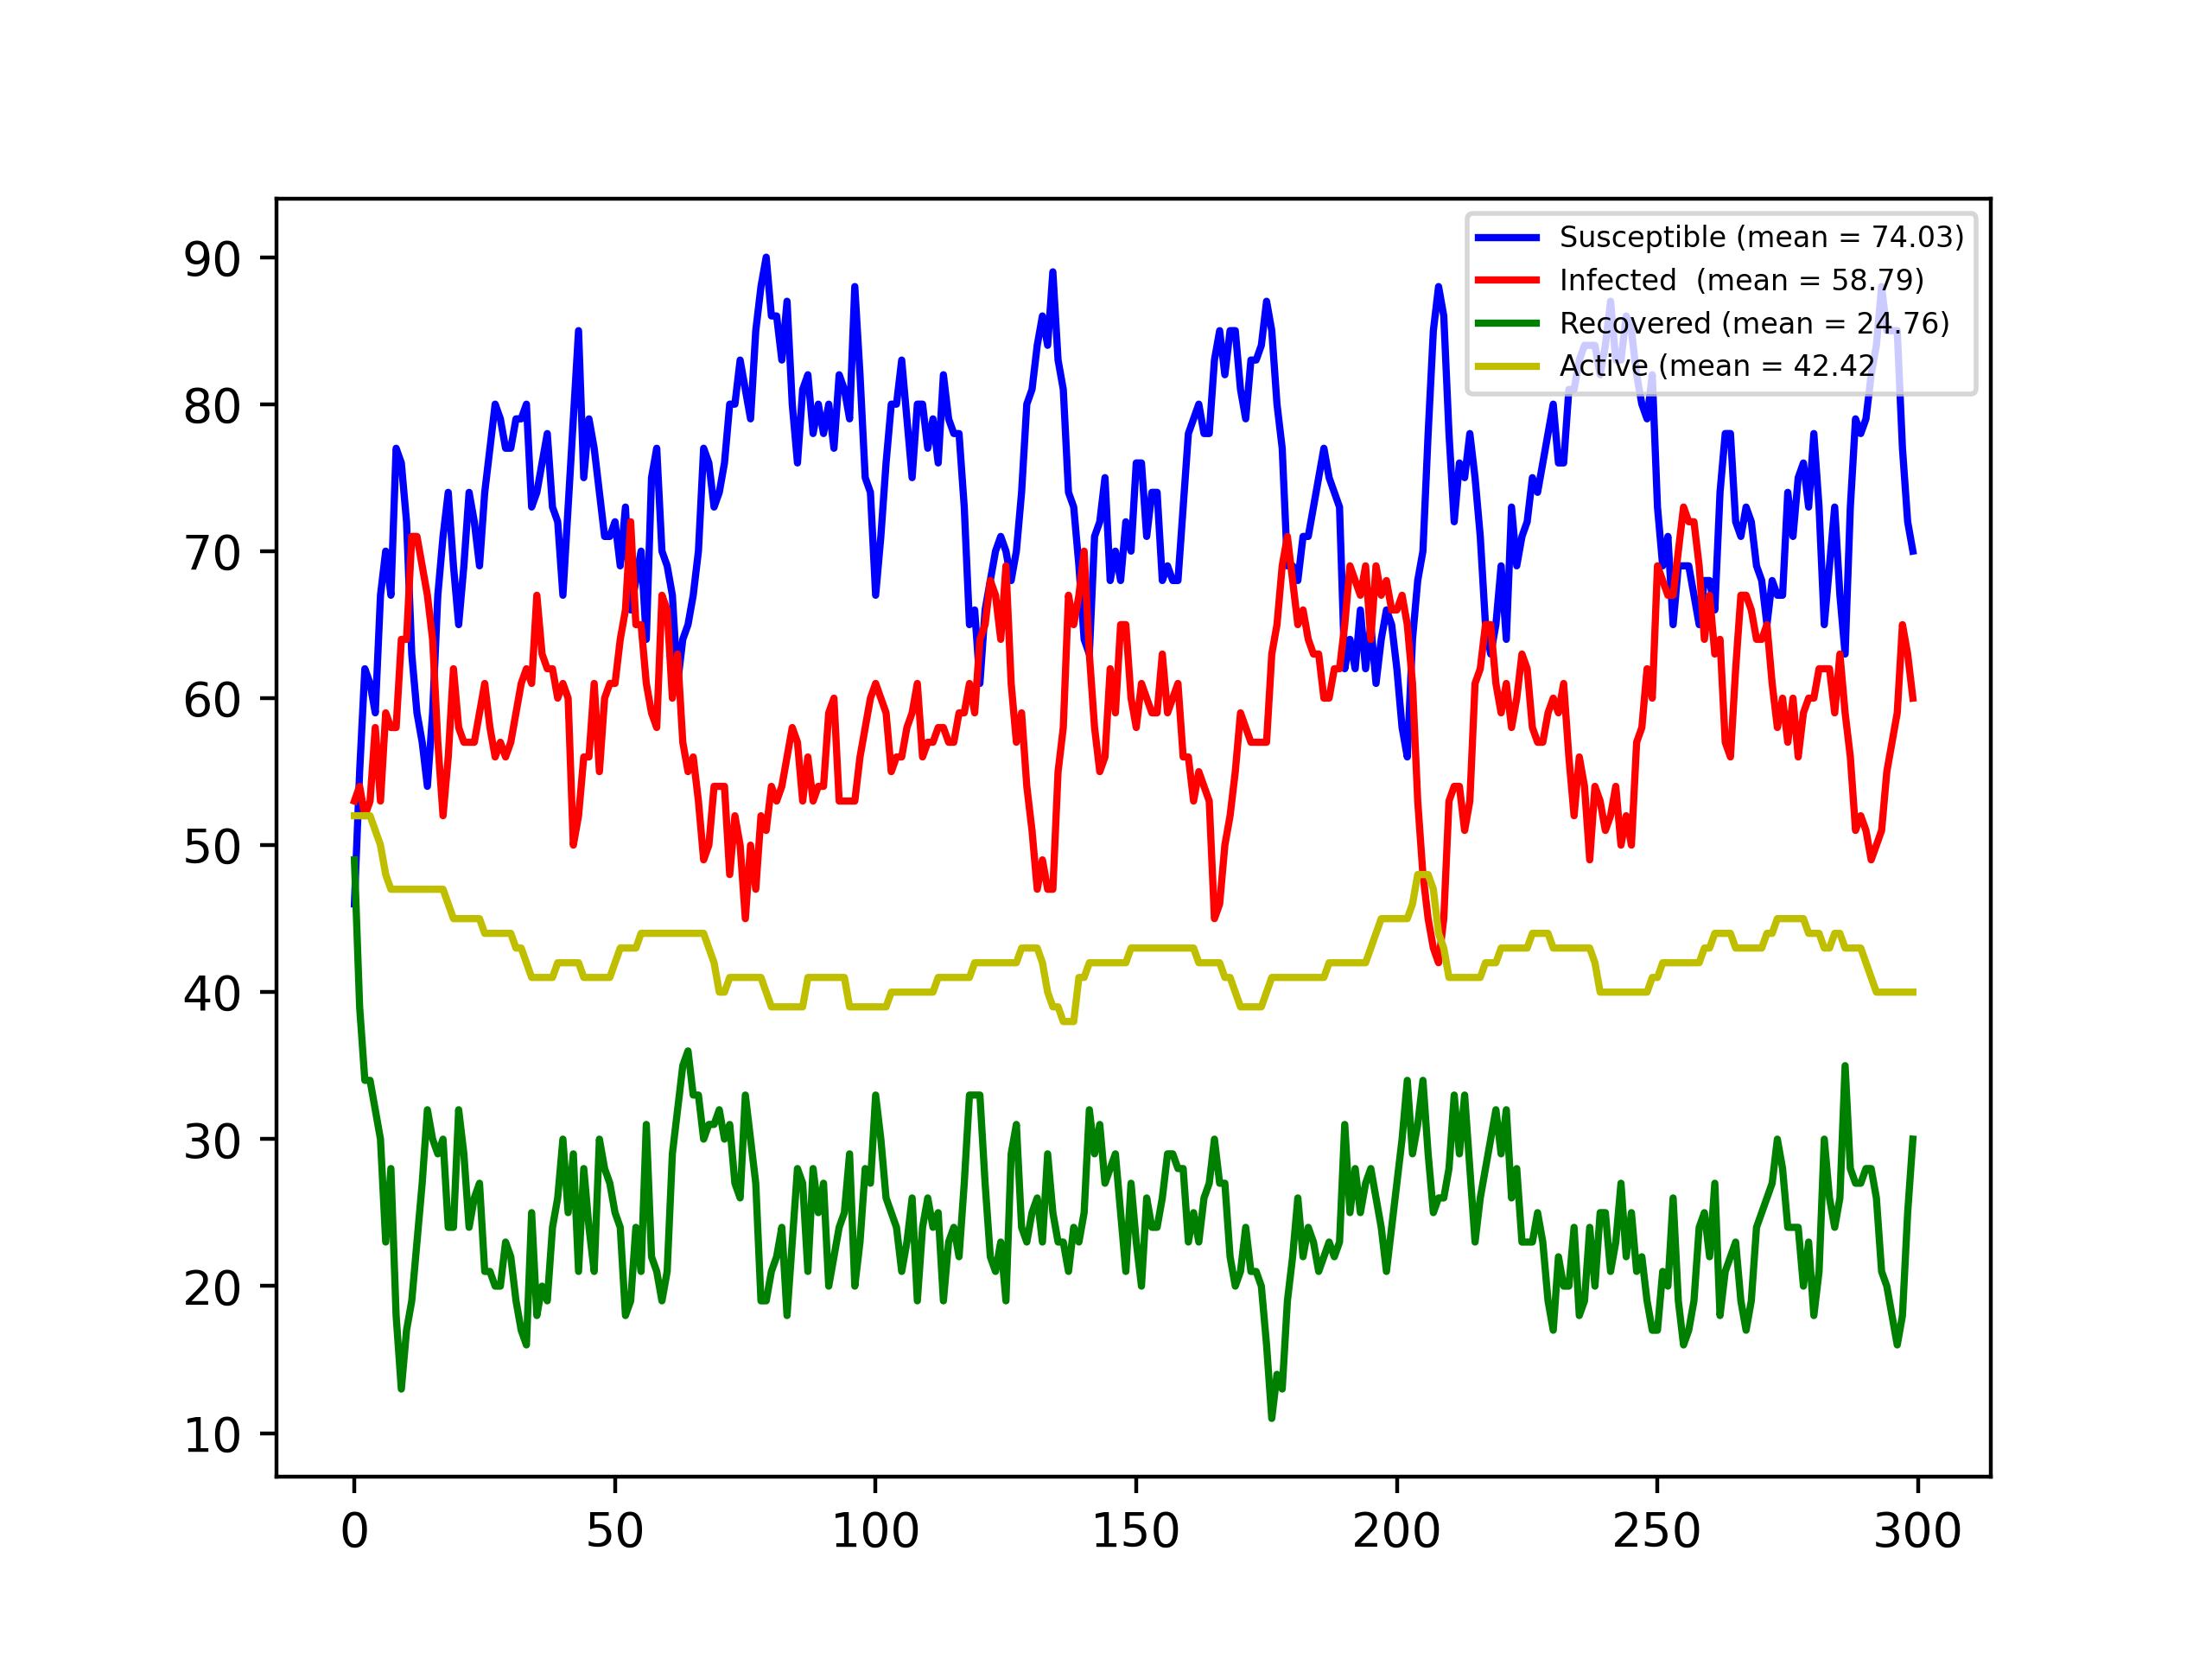 Susceptible (mean = 74.03)
Infected  (mean = 58.79)
Recovered (mean = 24.76)
Active (mean = 42.42
90
80
70
60
50
40
30
20
10
0 50 100 150 200 250 300